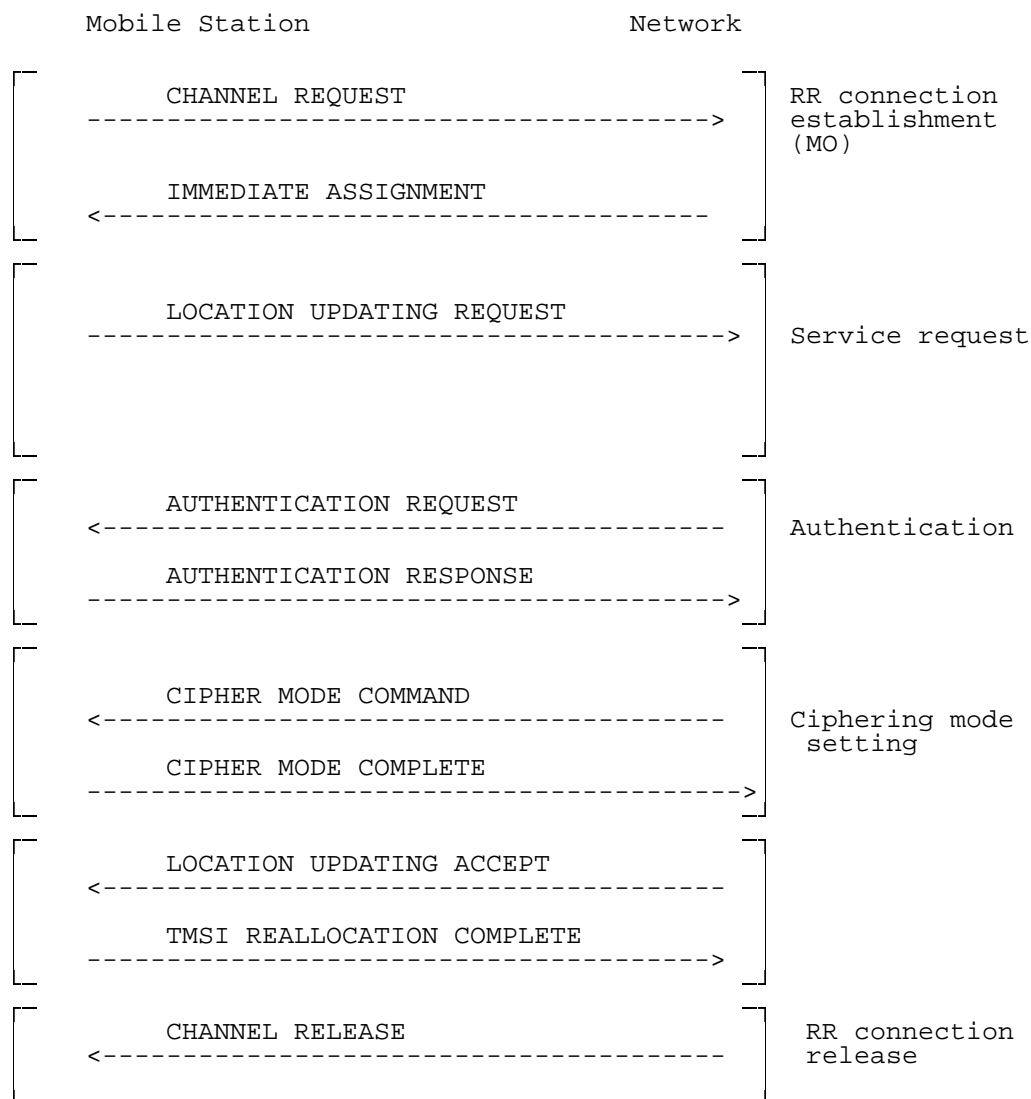 Mobile Station Network
CHANNEL REQUEST
RR connection
--------------------------------------->
establishment
(MO)
IMMEDIATE ASSIGNMENT
<--------------------------------------
LOCATION UPDATING REQUEST
----------------------------------------> Service request
AUTHENTICATION REQUEST
<--------------------------------------- Authentication
AUTHENTICATION RESPONSE
---------------------------------------->
CIPHER MODE COMMAND
<--------------------------------------- Ciphering mode
setting
CIPHER MODE COMPLETE
----------------------------------------->
LOCATION UPDATING ACCEPT
<---------------------------------------
TMSI REALLOCATION COMPLETE
--------------------------------------->
CHANNEL RELEASE RR connection
<--------------------------------------- release